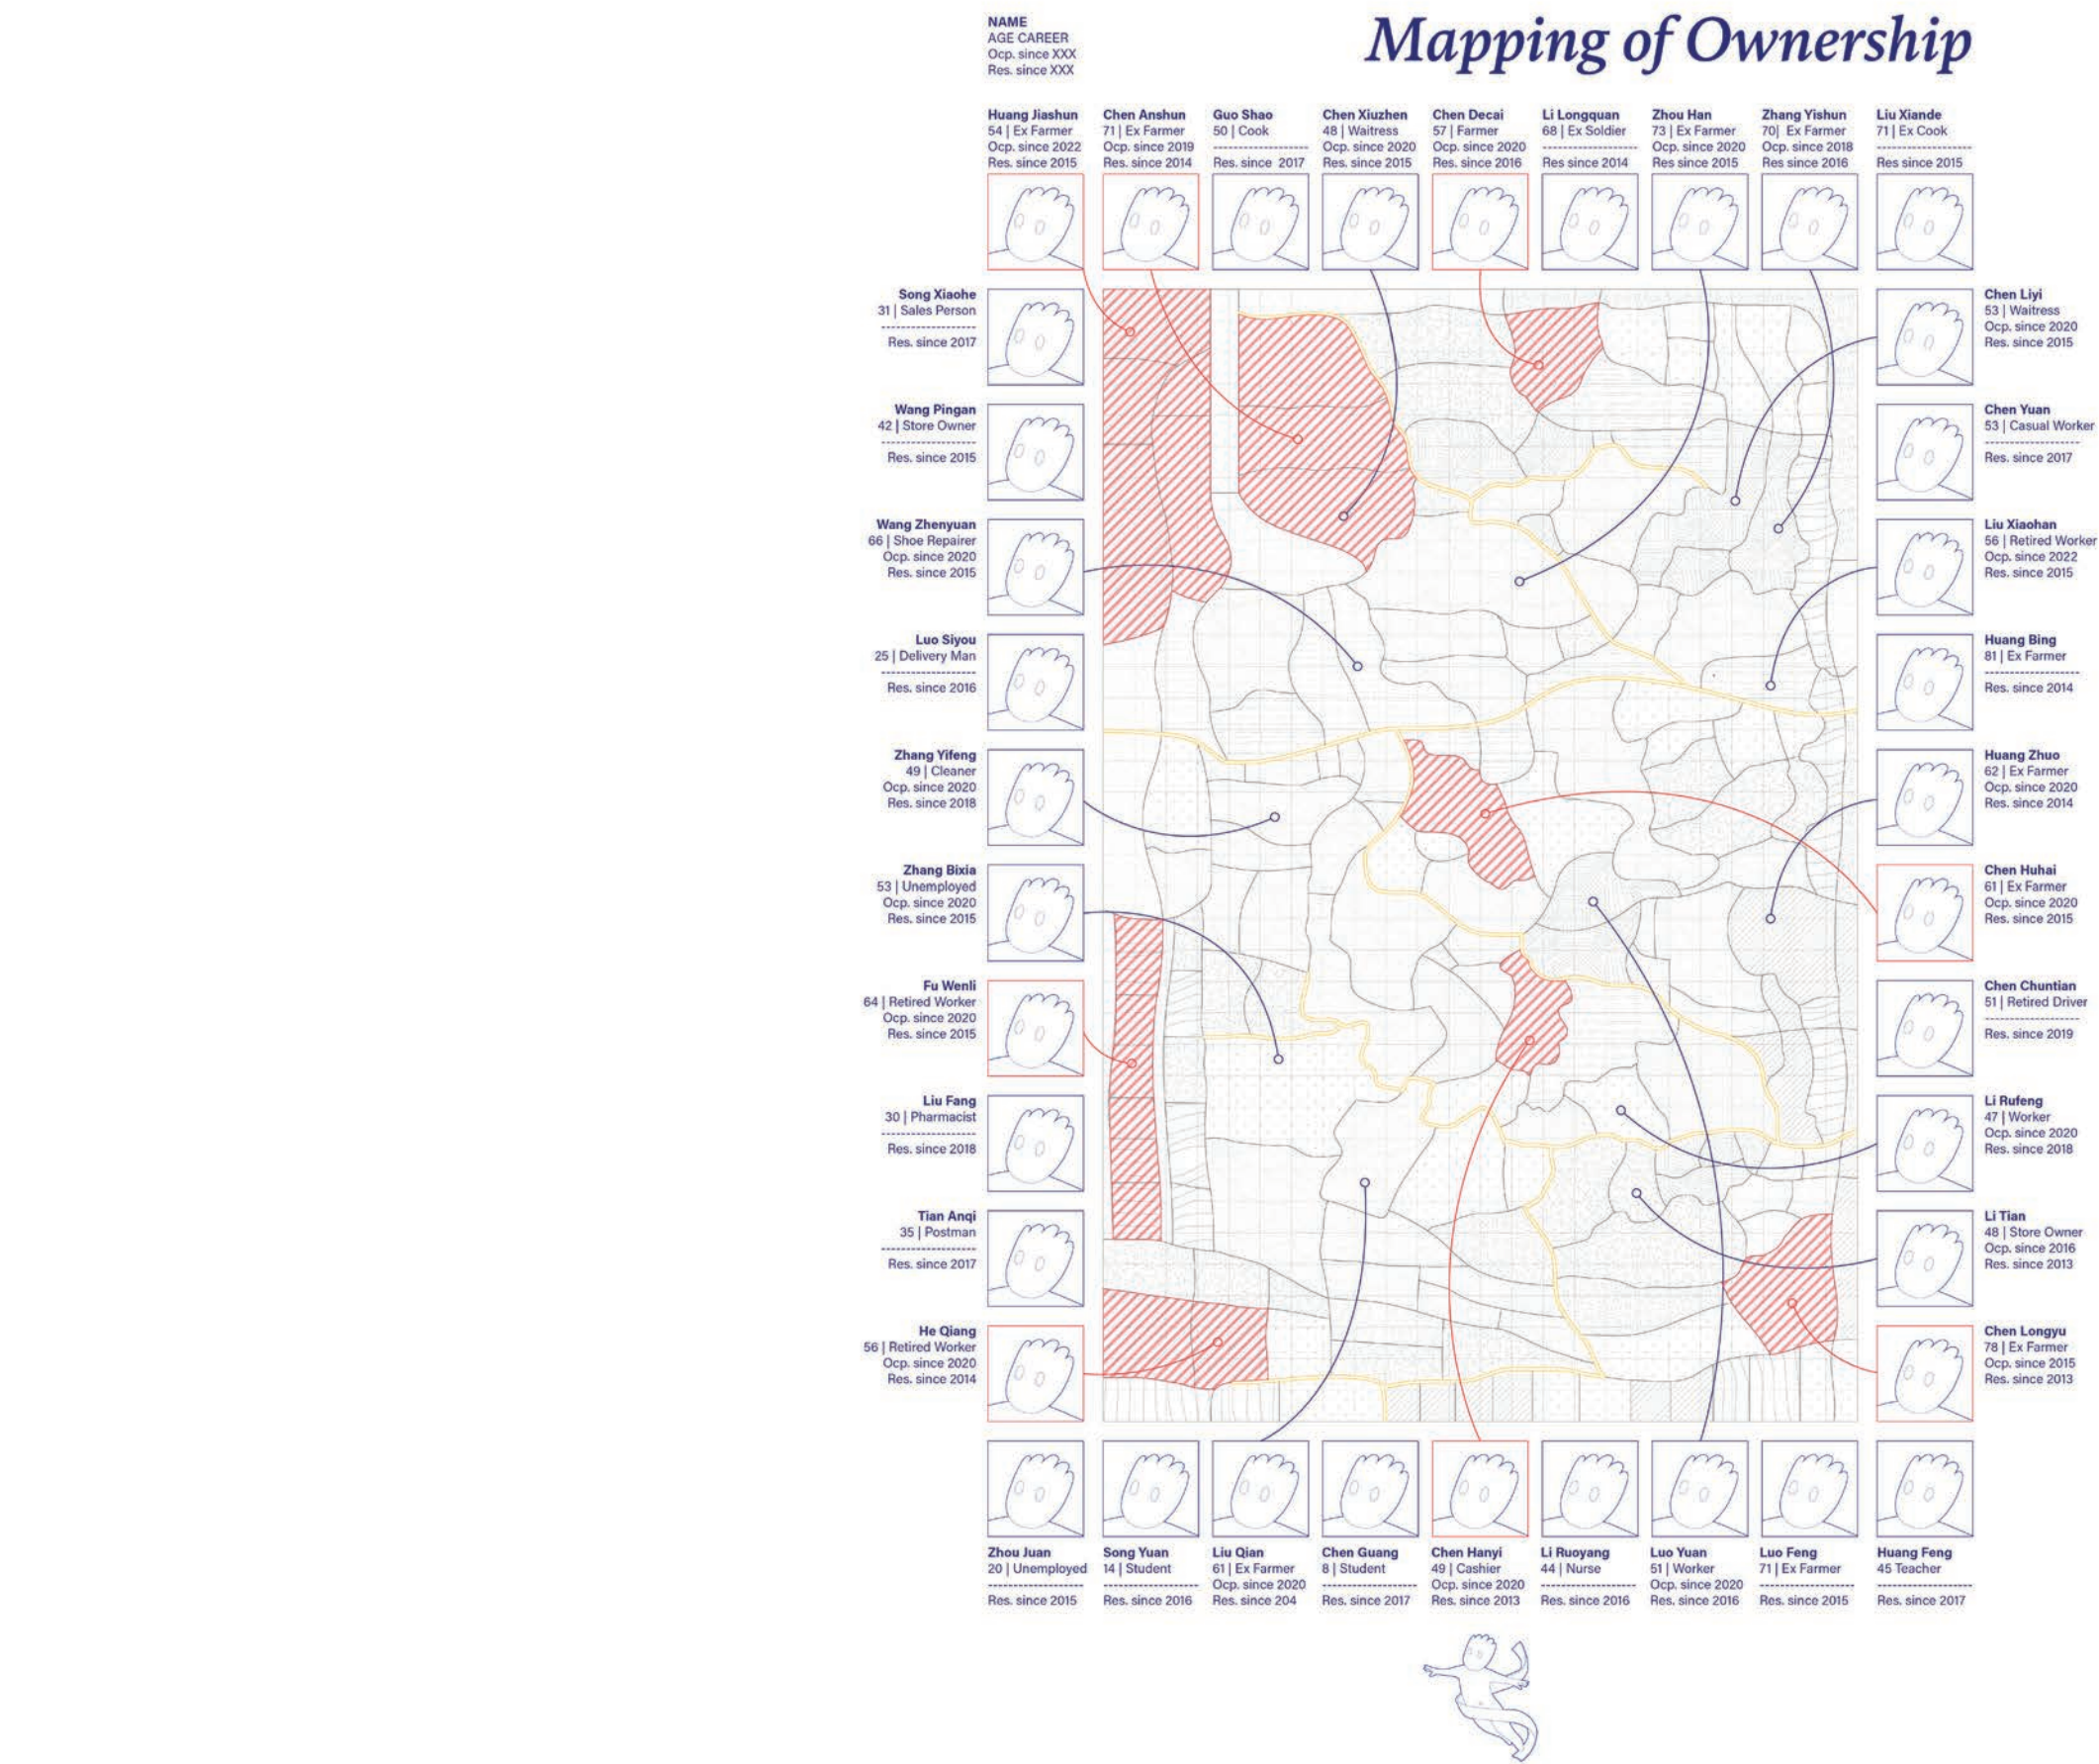 NAME
AGE CAREER
Ocp. since XXX
Res. since XXX
Mapping of Ownership
Huang Jiashun
54 | Ex Farmer
Ocp. since 2022
Res. since 2015
Chen Anshun
71 | Ex Farmer
Ocp. since 2019
Res. since 2014
Guo Shao
50 | Cook
Res. since 2017
Chen Xiuzhen
48 | Waitress
Ocp. since 2020
Res. since 2015
Chen Decai
57 | Farmer
Ocp. since 2020
Res. since 2016
Li Longquan
68 | Ex Soldier
Res since 2014
Zhou Han
73 | Ex Farmer
Ocp. since 2020
Res since 2015
Zhang Yishun
70| Ex Farmer
Ocp. since 2018
Res since 2016
Liu Xiande
71 | Ex Cook
Res since 2015
Song Xiaohe
31 | Sales Person
Res. since 2017
Wang Pingan
42 | Store Owner
Res. since 2015
Wang Zhenyuan
66 | Shoe Repairer
Ocp. since 2020
Res. since 2015
Luo Siyou
25 | Delivery Man
Res. since 2016
Zhang Yifeng
49 | Cleaner
Ocp. since 2020
Res. since 2018
Zhang Bixia
53 | Unemployed
Ocp. since 2020
Res. since 2015
Fu Wenli
64 | Retired Worker
Ocp. since 2020
Res. since 2015
Liu Fang
30 | Pharmacist
Res. since 2018
Tian Anqi
35 | Postman
Res. since 2017
He Qiang
56 | Retired Worker
Ocp. since 2020
Res. since 2014
Chen Liyi
53 | Waitress
Ocp. since 2020
Res. since 2015
Chen Yuan
53 | Casual Worker
Res. since 2017
Liu Xiaohan
56 | Retired Worker
Ocp. since 2022
Res. since 2015
Huang Bing
81 | Ex Farmer
Res. since 2014
Huang Zhuo
62 | Ex Farmer
Ocp. since 2020
Res. since 2014
Chen Huhai
61 | Ex Farmer
Ocp. since 2020
Res. since 2015
Chen Chuntian
51 | Retired Driver
Res. since 2019
Li Rufeng
47 | Worker
Ocp. since 2020
Res. since 2018
Li Tian
48 | Store Owner
Ocp. since 2016
Res. since 2013
Chen Longyu
78 | Ex Farmer
Ocp. since 2015
Res. since 2013
Zhou Juan
20 | Unemployed
Res. since 2015
Song Yuan
14 | Student
Res. since 2016
Liu Qian
61 | Ex Farmer
Ocp. since 2020
Res. since 204
Chen Guang
8 | Student
Res. since 2017
Chen Hanyi
49 | Cashier
Ocp. since 2020
Res. since 2013
Li Ruoyang
44 | Nurse
Res. since 2016
Luo Yuan
51 | Worker
Ocp. since 2020
Res. since 2016
Luo Feng
71 | Ex Farmer
Res. since 2015
Huang Feng
45 Teacher
Res. since 2017